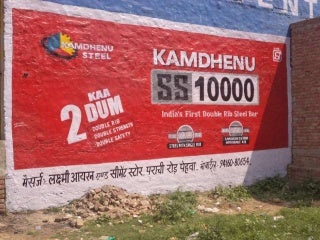 ENT
KAMDHENU
STEEL
KAMDHENU
SS 10000
India's First Double Rib Steel Bar
2 KAA DUM
DOUBLE RIB
DOUBLE STRENGTH
DOUBLE SAFETY
मैसर्ज: लक्ष्मी आयरन एण्ड सीमेंट स्टोर, पराची रोड़ पेहवा,